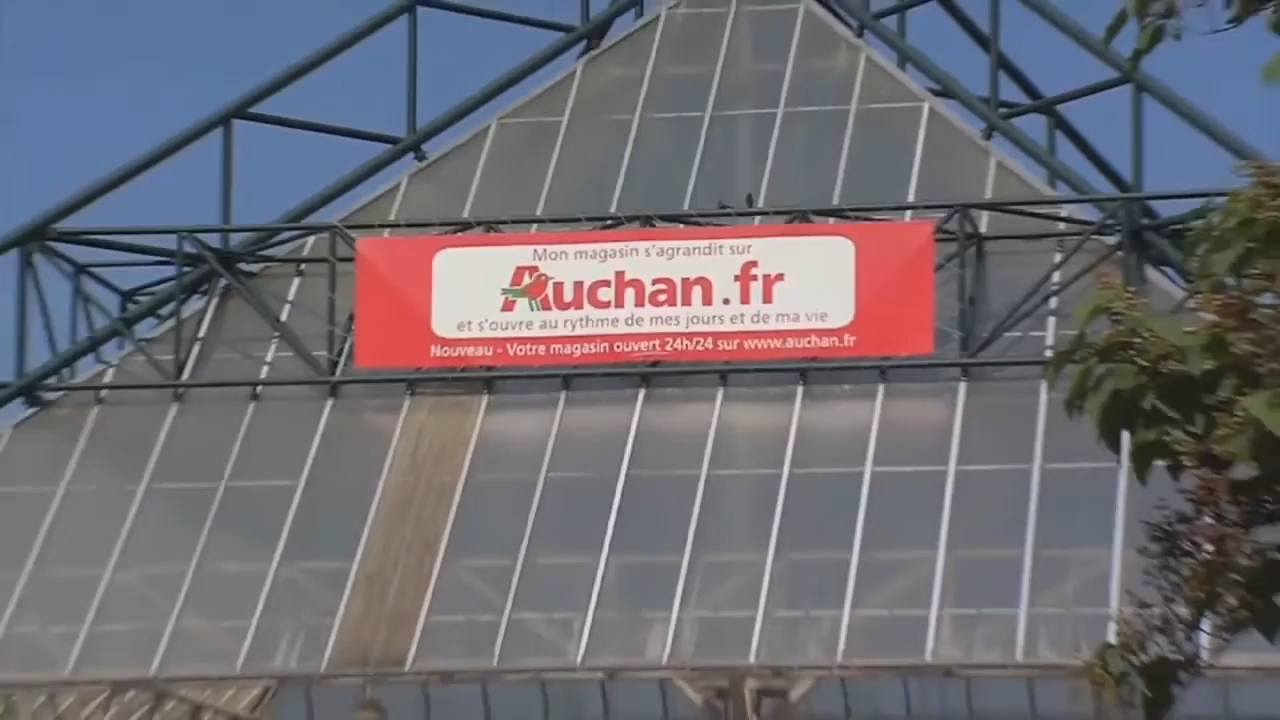 Mon magasin s'agrandit sur
Auchan.fr
et s'ouvre au rythme de mes jours et de ma vie
Nouveau - Votre magasin ouvert 24h/24 sur www.auchan.fr